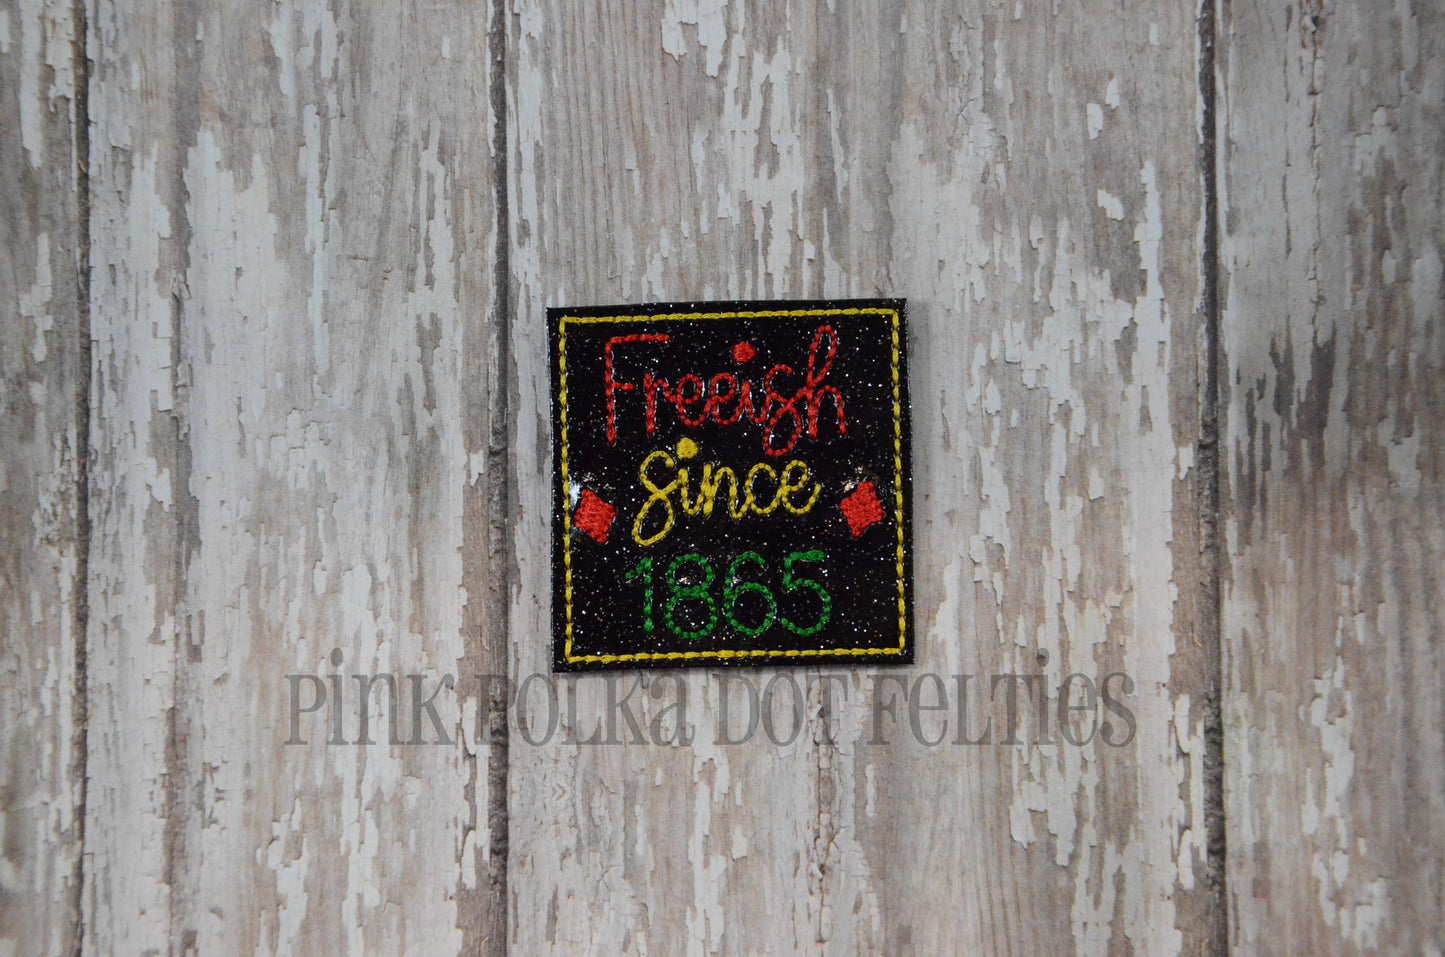 Freeish
since
1865
Pink Polka Dot Felties